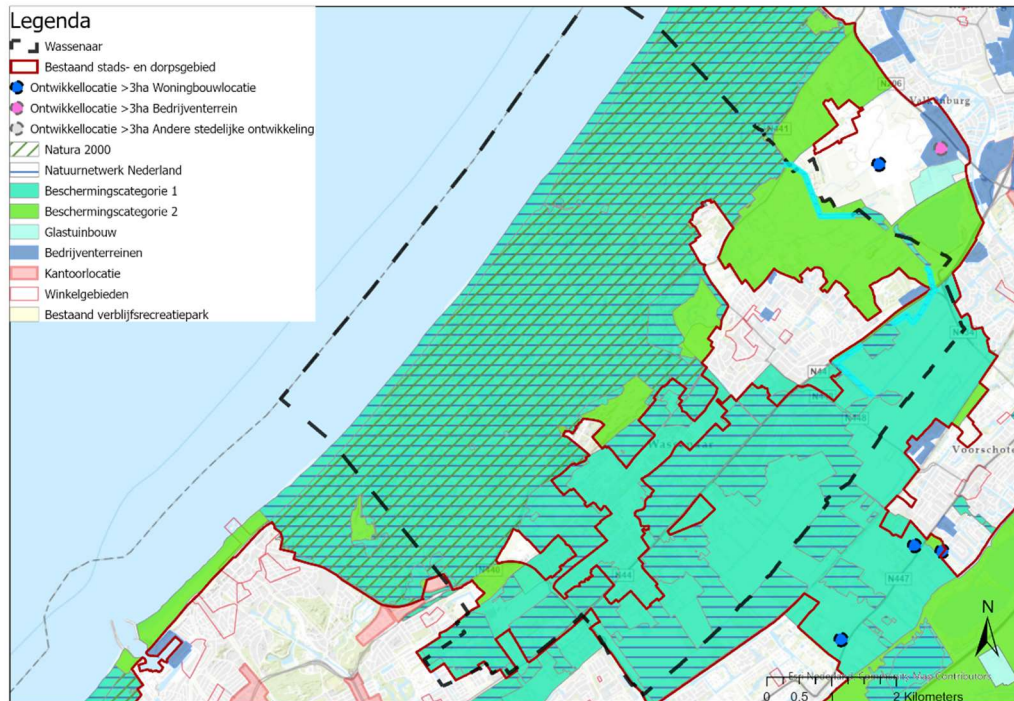 Legenda
Wassenaar
Bestaand stads- en dorpsgebied
Ontwikkellocatie >3ha Woningbouwlocatie
Ontwikkellocatie >3ha Bedrijventerrein
Ontwikkellocatie >3ha Andere stedelijke ontwikkeling
Natura 2000
Natuurnetwerk Nederland
Beschermingscategorie 1
Beschermingscategorie 2
Glastuinbouw
Bedrijventerreinen
Kantoorlocatie
Winkelgebieden
Bestaand verblijfsrecreatiepark
Valkenburg
N441
N448
Voorschote
N440
N44
N447
N
0 0.5 2 Kilometers